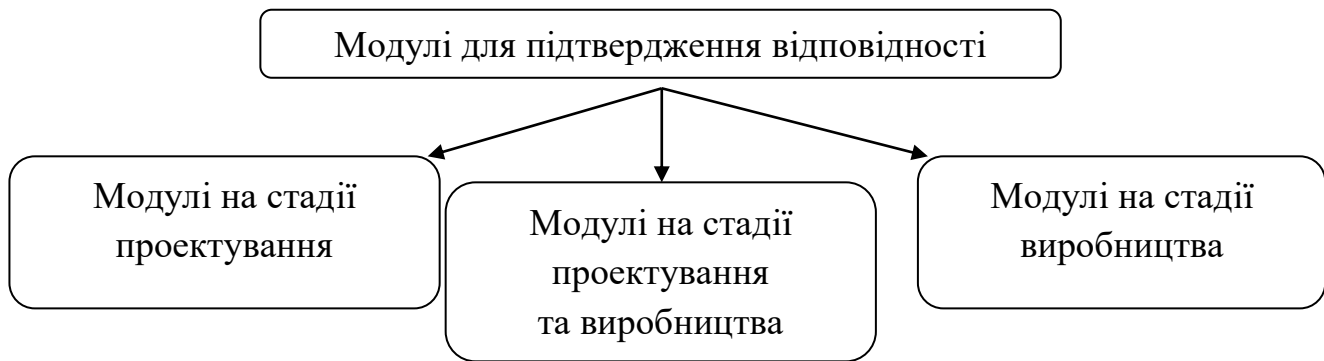 Модулі для підтвердження відповідності
Модулі на стадії
проектування
Модулі на стадії
проектування
та виробництва
Модулі на стадії
виробництва